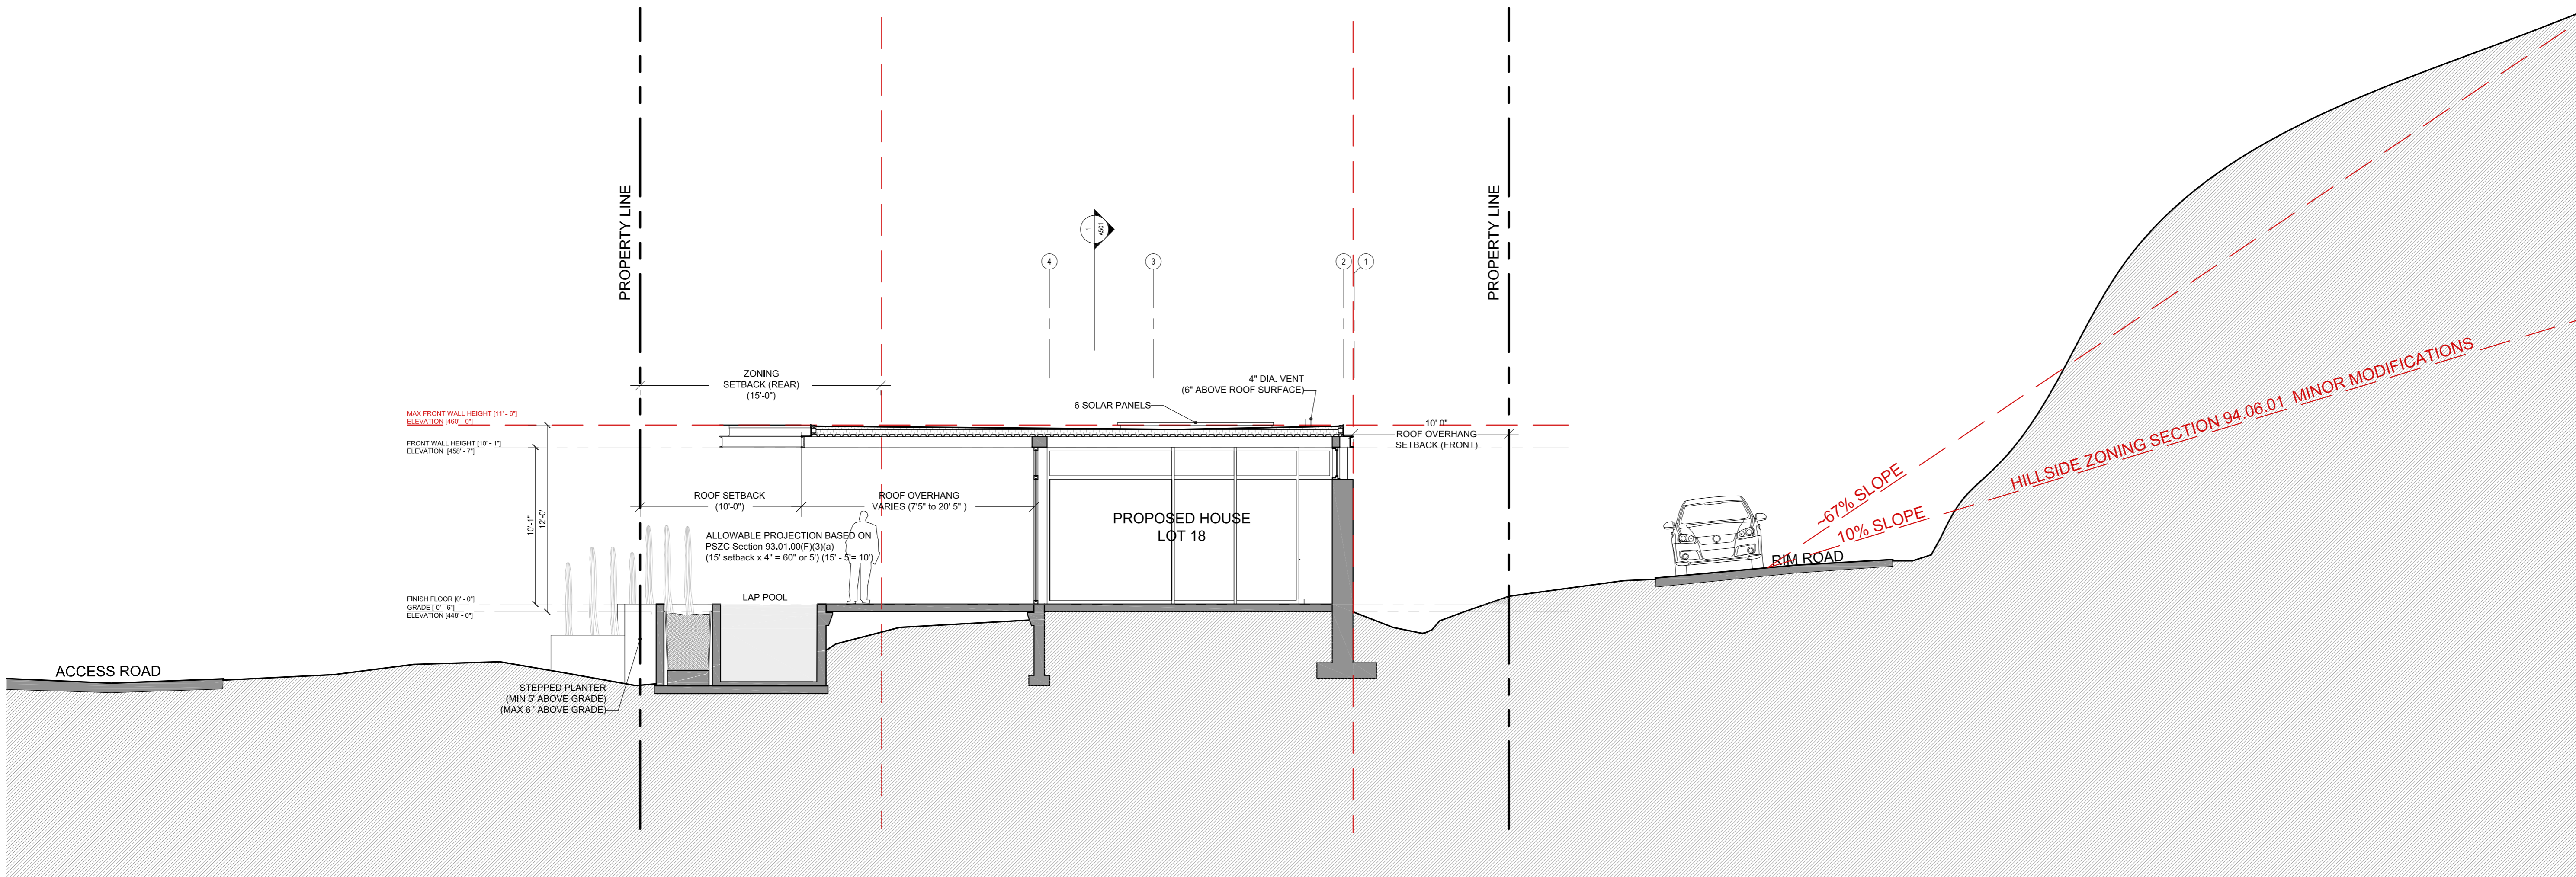 PROPERTY LINE
PROPERTY LINE
1
A501
4
3
2
1
ZONING
SETBACK (REAR)
(15'-0")
4" DIA. VENT
(6" ABOVE ROOF SURFACE)
6 SOLAR PANELS
MAX FRONT WALL HEIGHT [11' - 6"]
ELEVATION [460' - 0"]
10' 0"
ROOF OVERHANG
SETBACK (FRONT)
FRONT WALL HEIGHT [10' - 1"]
ELEVATION [458' - 7"]
HILLSIDE ZONING SECTION 94.06.01 MINOR MODIFICATIONS
~67% SLOPE
10% SLOPE
ROOF SETBACK
(10'-0")
ROOF OVERHANG
VARIES (7'5" to 20' 5" )
10'-1"
12'-0"
PROPOSED HOUSE
LOT 18
ALLOWABLE PROJECTION BASED ON
PSZC Section 93.01.00(F)(3)(a)
(15' setback x 4" = 60" or 5') (15' - 5'= 10')
RIM ROAD
LAP POOL
FINISH FLOOR [0' - 0"]
GRADE [-0' - 6"]
ELEVATION [448' - 0"]
ACCESS ROAD
STEPPED PLANTER
(MIN 5' ABOVE GRADE)
(MAX 6 ' ABOVE GRADE)